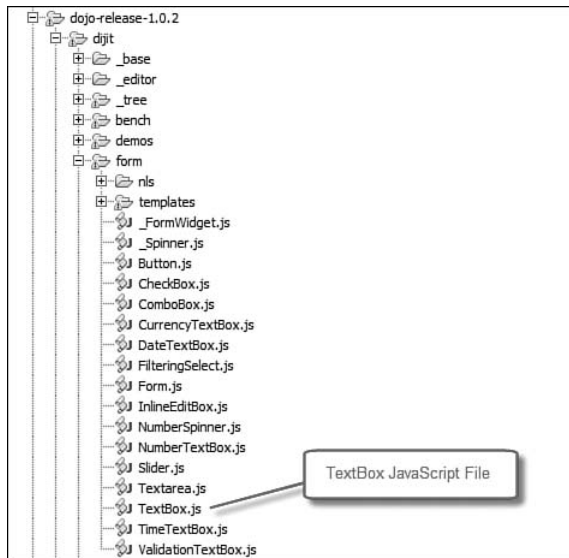 dojo-release-1.0.2
dijit
_base
_editor
_tree
bench
demos
form
nls
templates
_FormWidget.js
_Spinner.js
Button.js
CheckBox.js
ComboBox.js
CurrencyTextBox.js
DateTextBox.js
FilteringSelect.js
Form.js
InlineEditBox.js
NumberSpinner.js
NumberTextBox.js
Slider.js
Textarea.js
TextBox.js
TimeTextBox.js
ValidationTextBox.js
TextBox JavaScript File